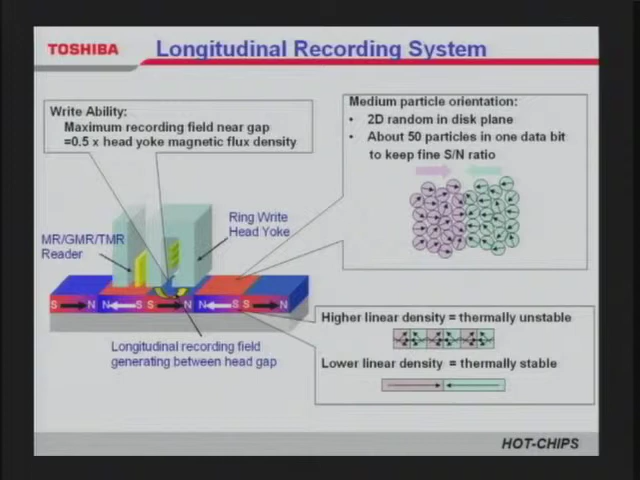 TOSHIBA
Longitudinal Recording System
Write Ability:
Maximum recording field near gap
=0.5 x head yoke magnetic flux density
Medium particle orientation:
• 2D random in disk plane
• About 50 particles in one data bit
to keep fine S/N ratio
Ring Write
Head Yoke
MR/GMR/TMR
Reader
S N N S S N N S S N
Longitudinal recording field
generating between head gap
Higher linear density = thermally unstable
Lower linear density = thermally stable
HOT-CHIPS